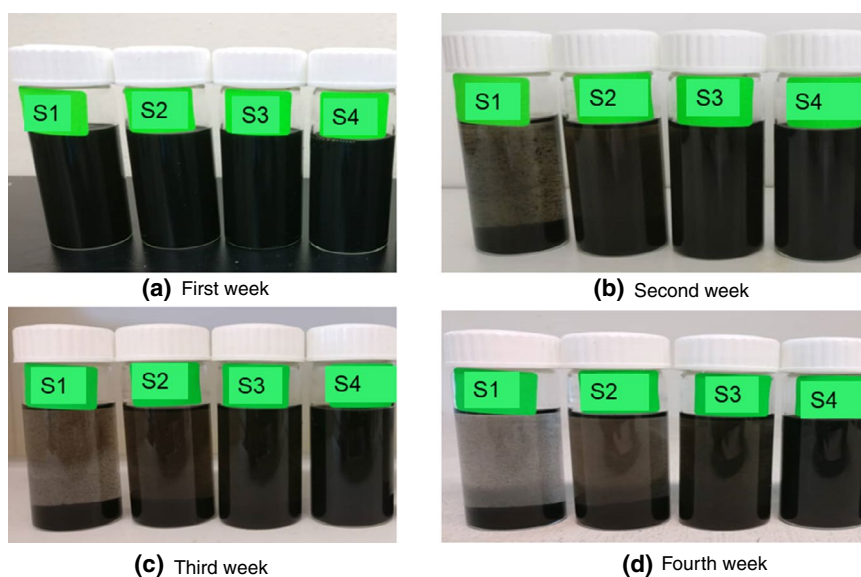 S1 S2 S3 S4
S1 S2 S3 S4
(a) First week
(b) Second week
S1 S2 S3 S4
S1 S2 S3 S4
(c) Third week
(d) Fourth week